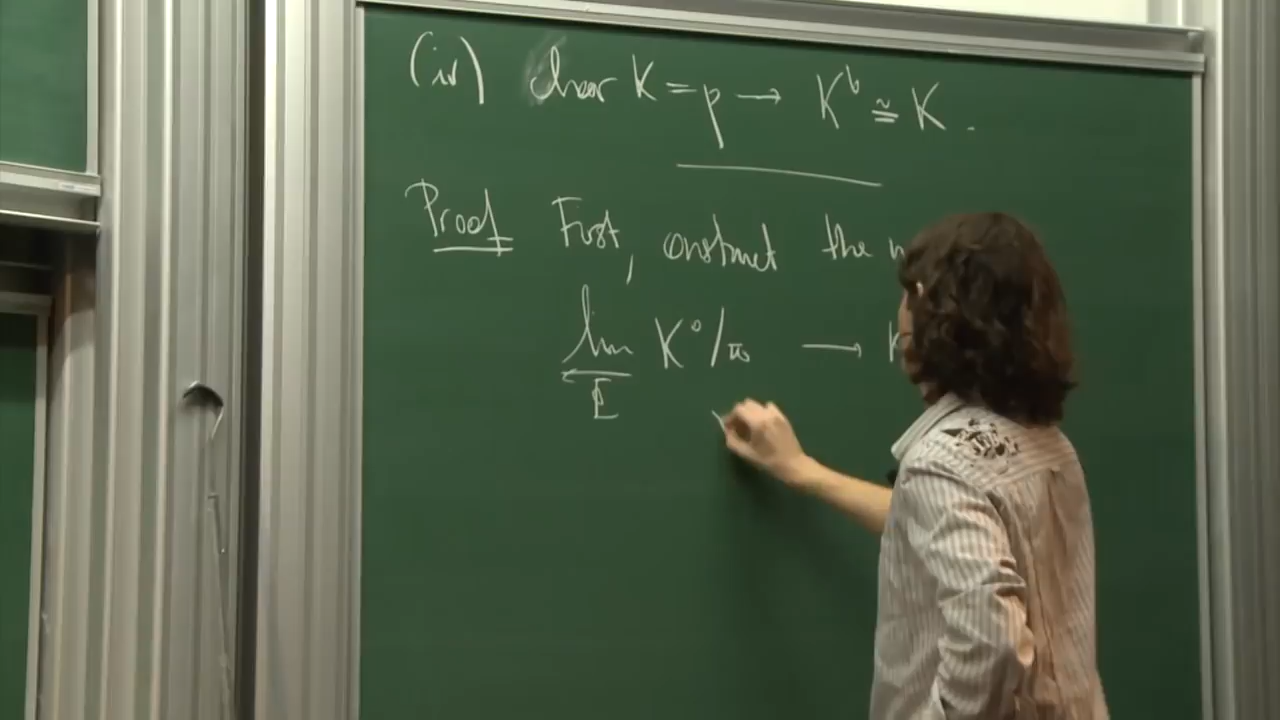 (iv) char K = p → K^♭ ≅ K.
Proof First, construct the
lim K°/ϖ →
←
Φ